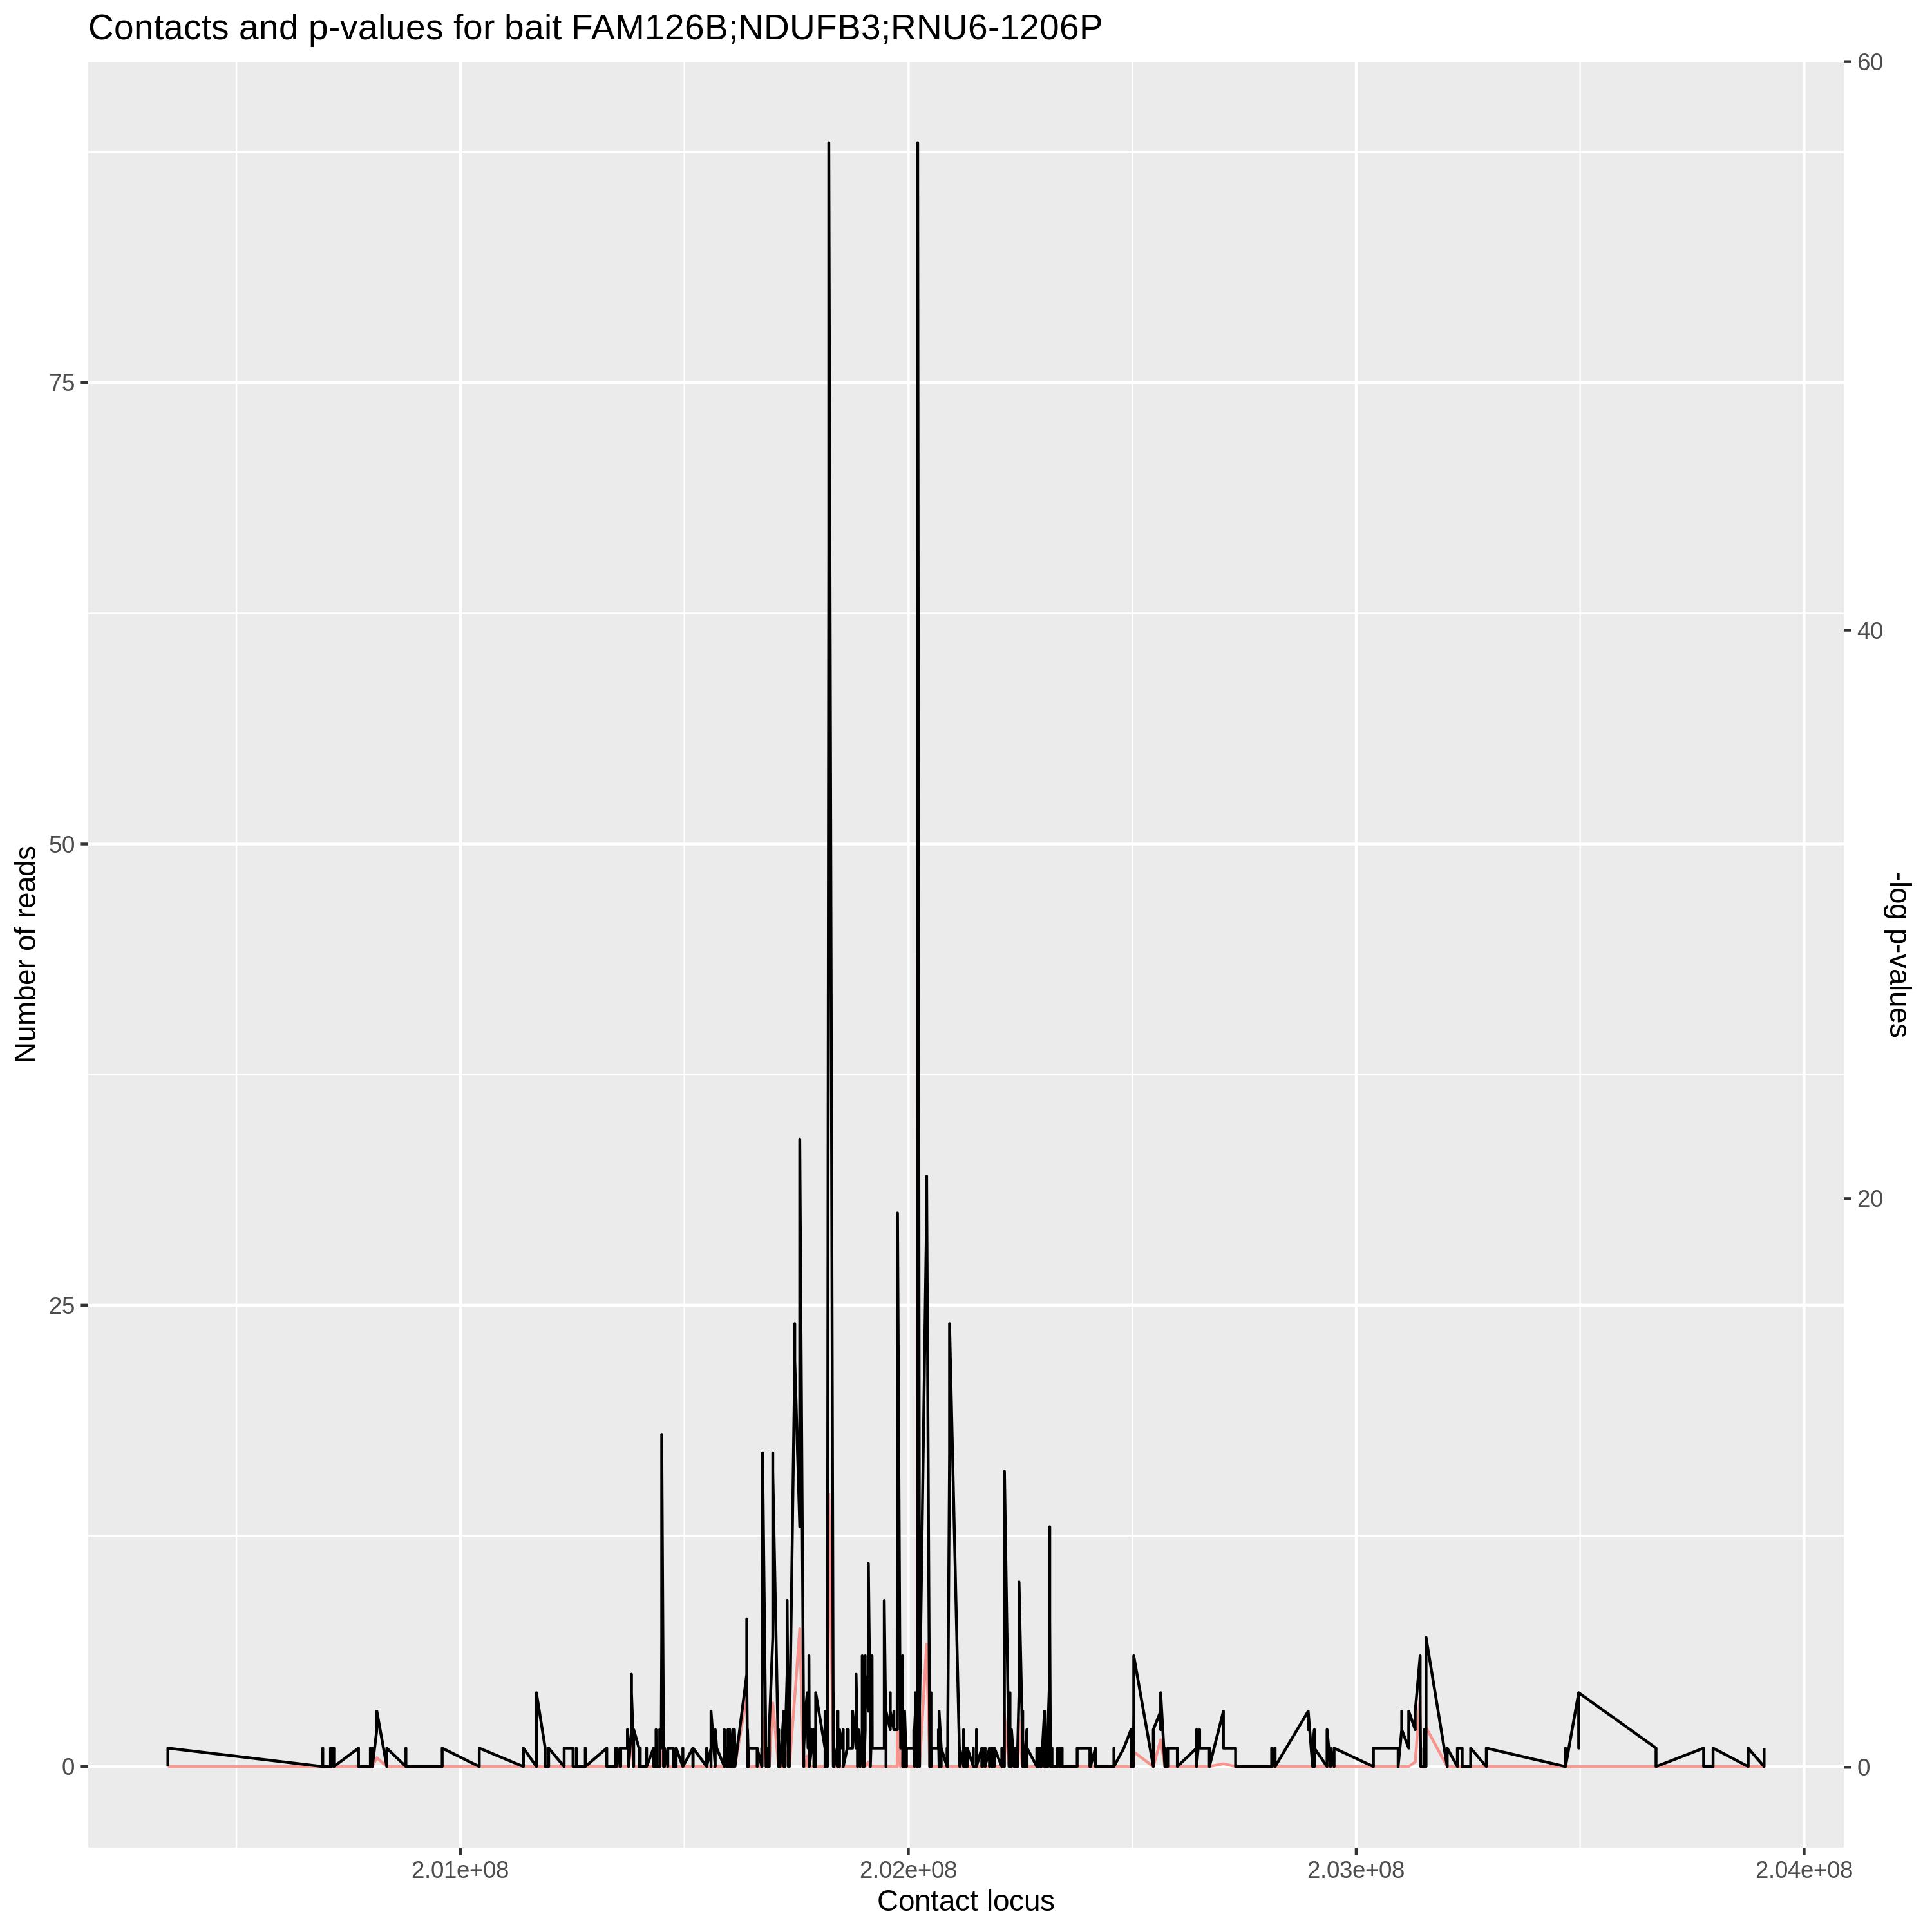 Contacts and p-values for bait FAM126B;NDUFB3;RNU6-1206P
60
75
40
50
Number of reads
-log p-values
20
25
0
0
2.01e+08
2.02e+08
2.03e+08
2.04e+08
Contact locus